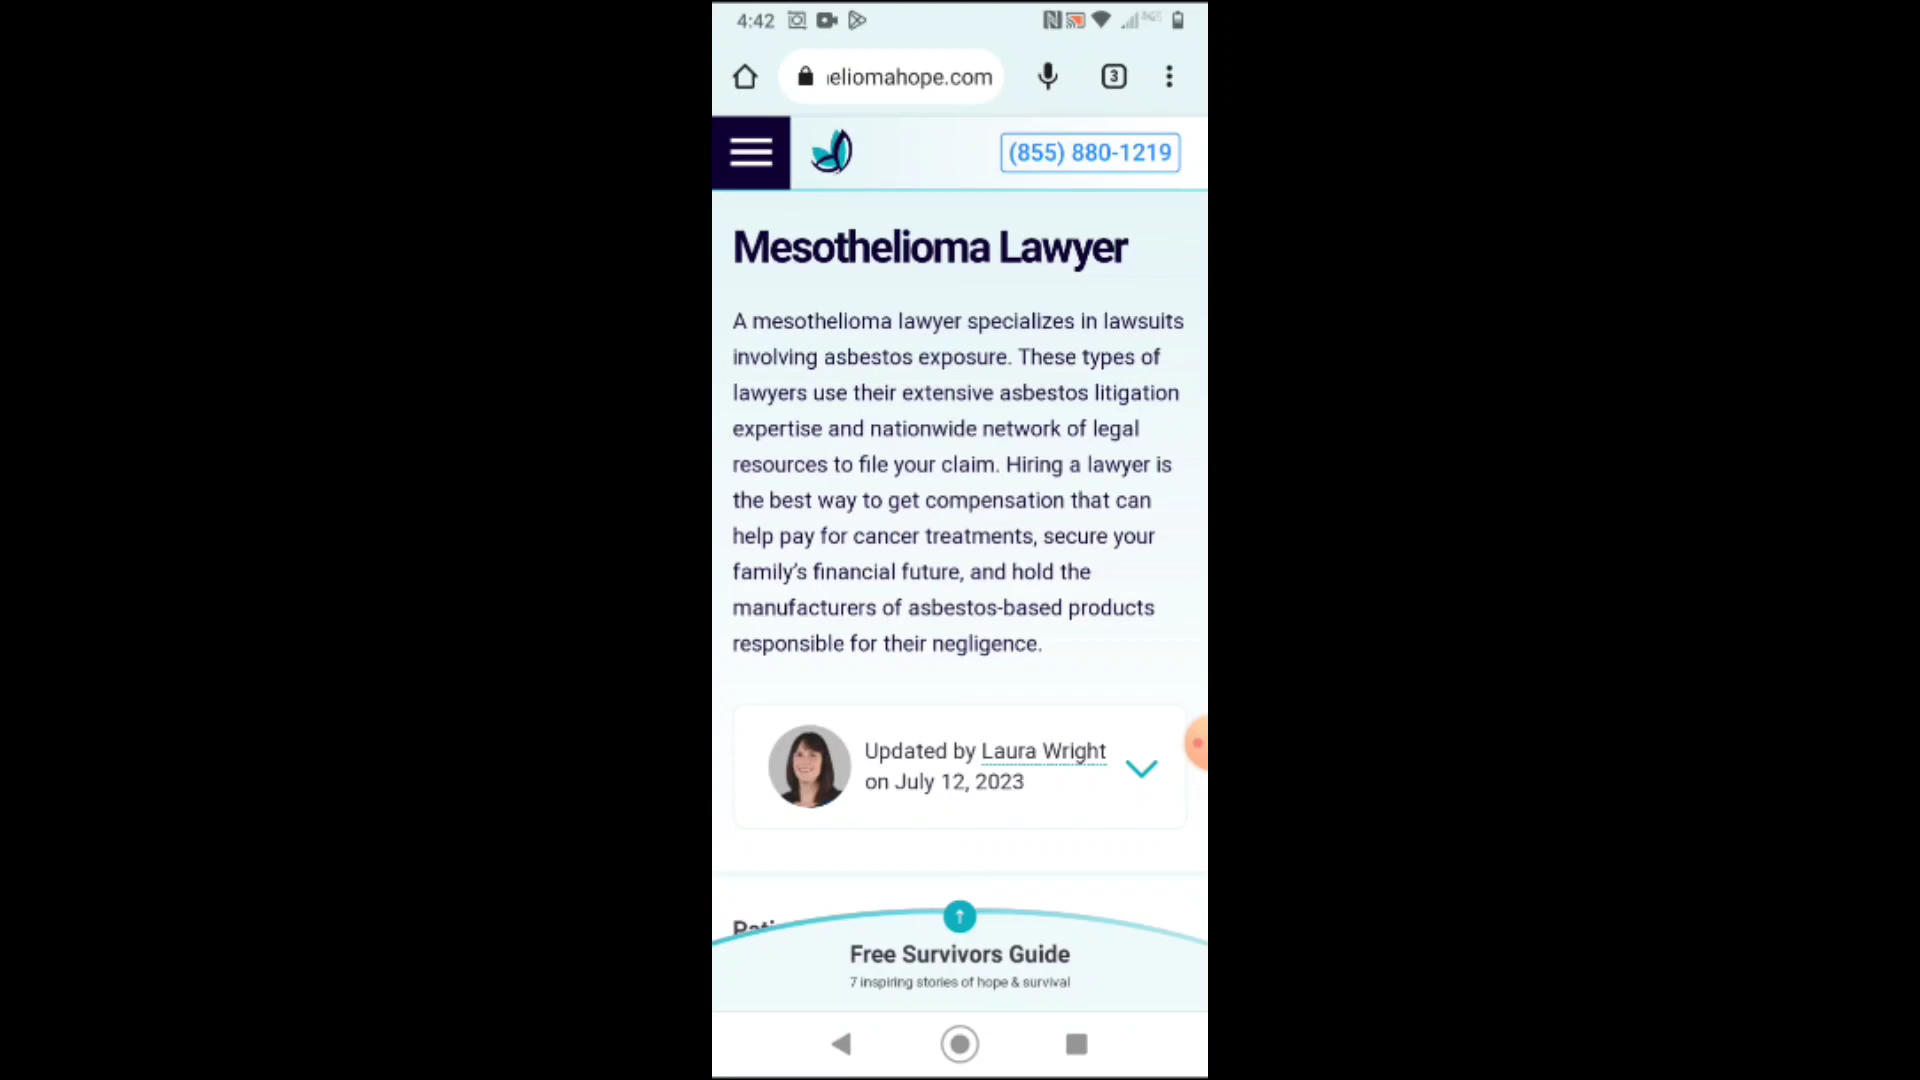 4:42
eliomahope.com
3
(855) 880-1219
Mesothelioma Lawyer
A mesothelioma lawyer specializes in lawsuits
involving asbestos exposure. These types of
lawyers use their extensive asbestos litigation
expertise and nationwide network of legal
resources to file your claim. Hiring a lawyer is
the best way to get compensation that can
help pay for cancer treatments, secure your
family’s financial future, and hold the
manufacturers of asbestos-based products
responsible for their negligence.
Updated by Laura Wright
on July 12, 2023
Free Survivors Guide
7 inspiring stories of hope & survival